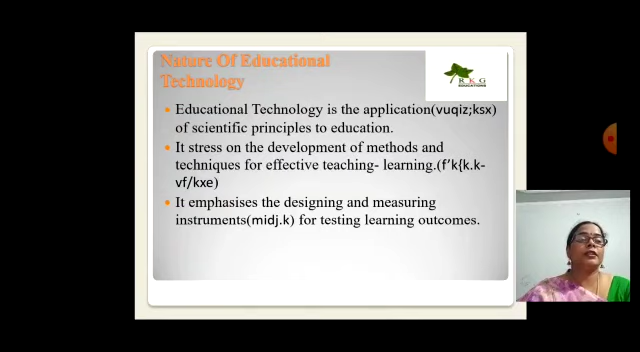 Nature Of Educational
Technology
R K G
EDUCATIONS
Educational Technology is the application(vuqiz;ksx)
of scientific principles to education.
It stress on the development of methods and
techniques for effective teaching- learning.(f'k{k.k-
vf/kxe)
It emphasises the designing and measuring
instruments(midj.k) for testing learning outcomes.